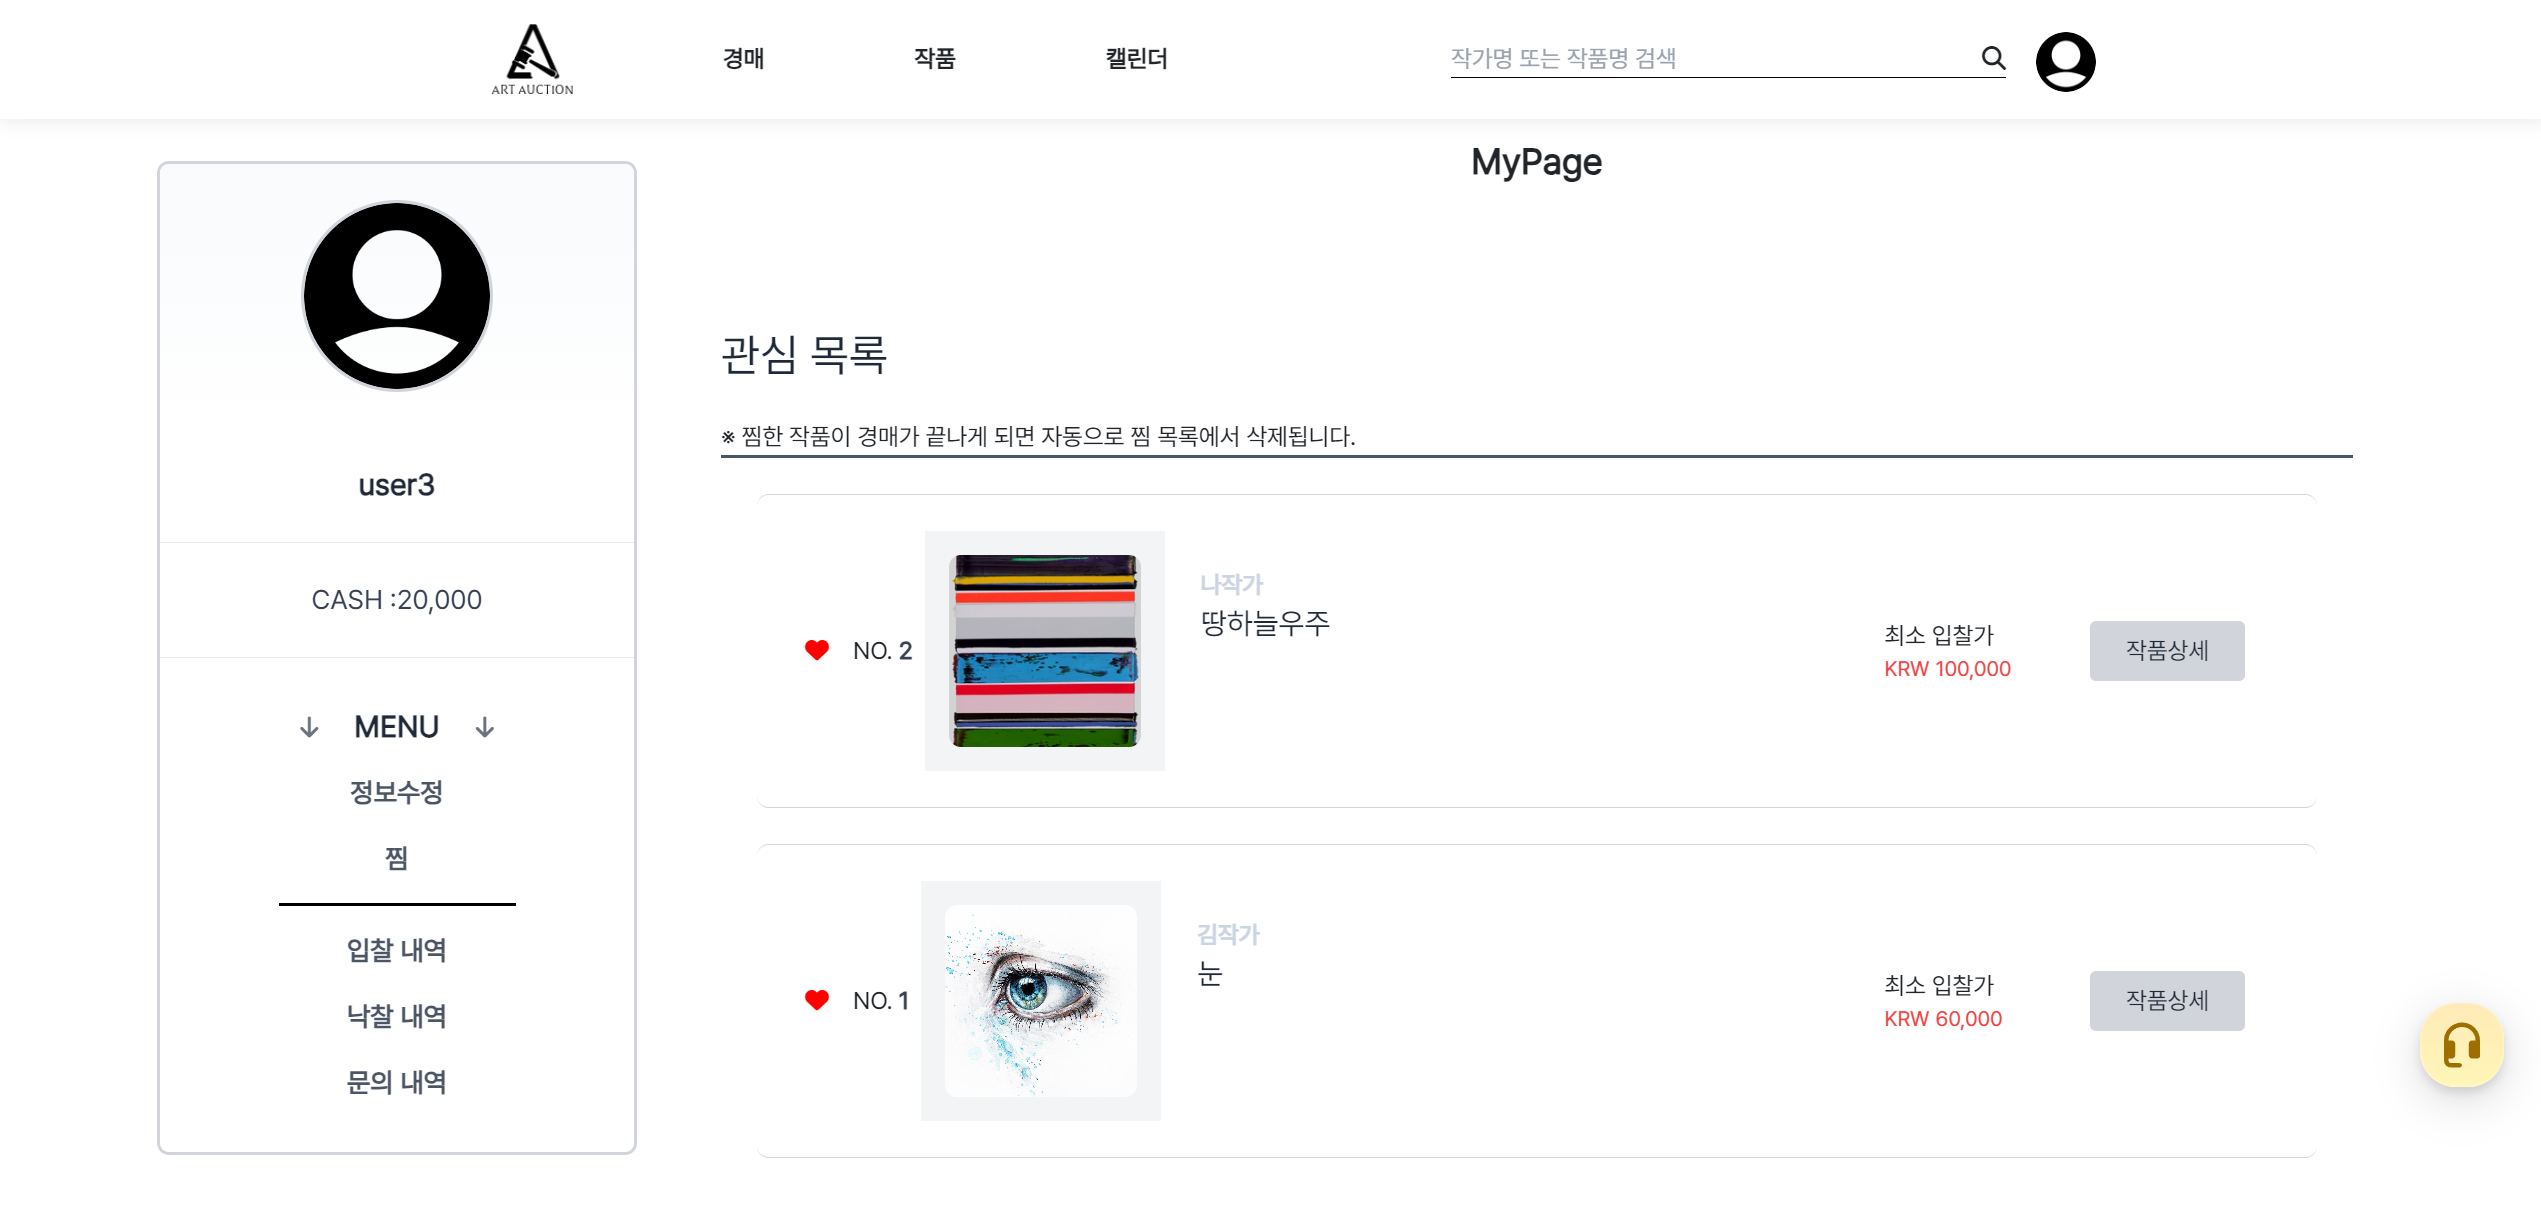 ART AUCTION
경매
작품
캘린더
작가명 또는 작품명 검색
MyPage
user3
CASH :20,000
MENU
정보수정
찜
입찰 내역
낙찰 내역
문의 내역
관심 목록
※ 찜한 작품이 경매가 끝나게 되면 자동으로 찜 목록에서 삭제됩니다.
NO. 2
나작가
땅하늘우주
최소 입찰가
KRW 100,000
작품상세
NO. 1
김작가
눈
최소 입찰가
KRW 60,000
작품상세